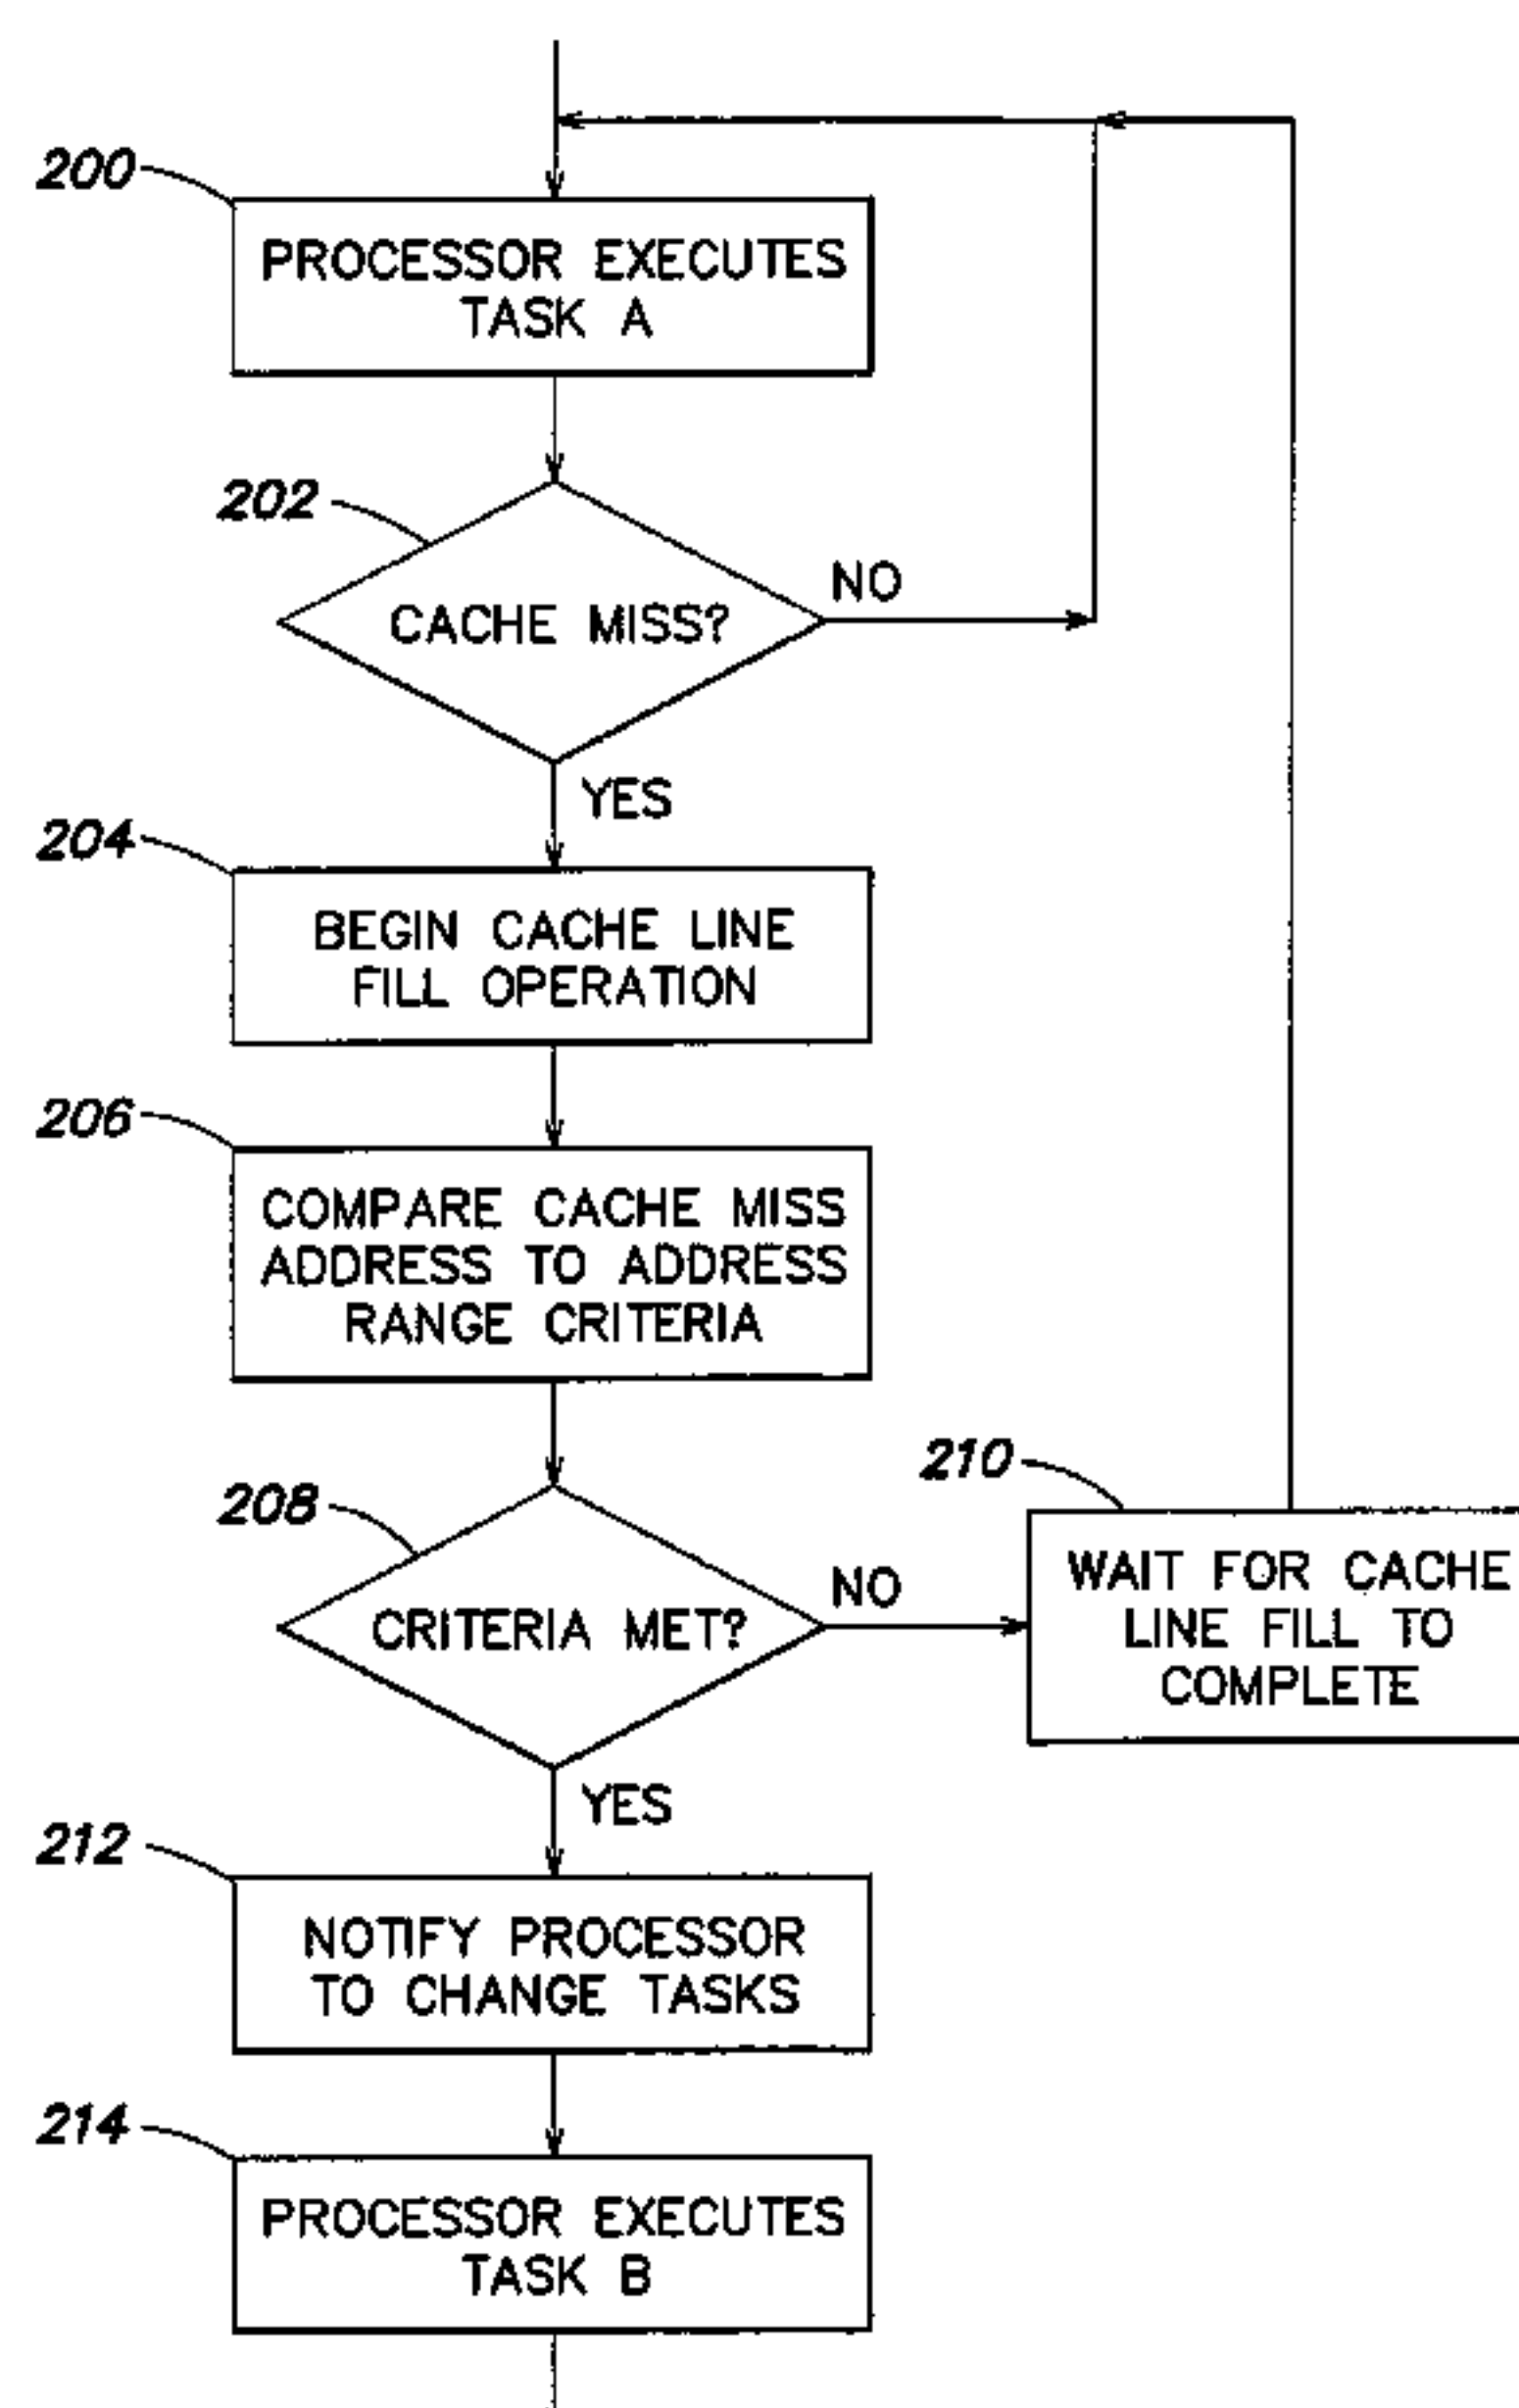 200
PROCESSOR EXECUTES
TASK A
202
CACHE MISS?
NO
YES
204
BEGIN CACHE LINE
FILL OPERATION
206
COMPARE CACHE MISS
ADDRESS TO ADDRESS
RANGE CRITERIA
208
CRITERIA MET?
NO
210
WAIT FOR CACHE
LINE FILL TO
COMPLETE
YES
212
NOTIFY PROCESSOR
TO CHANGE TASKS
214
PROCESSOR EXECUTES
TASK B